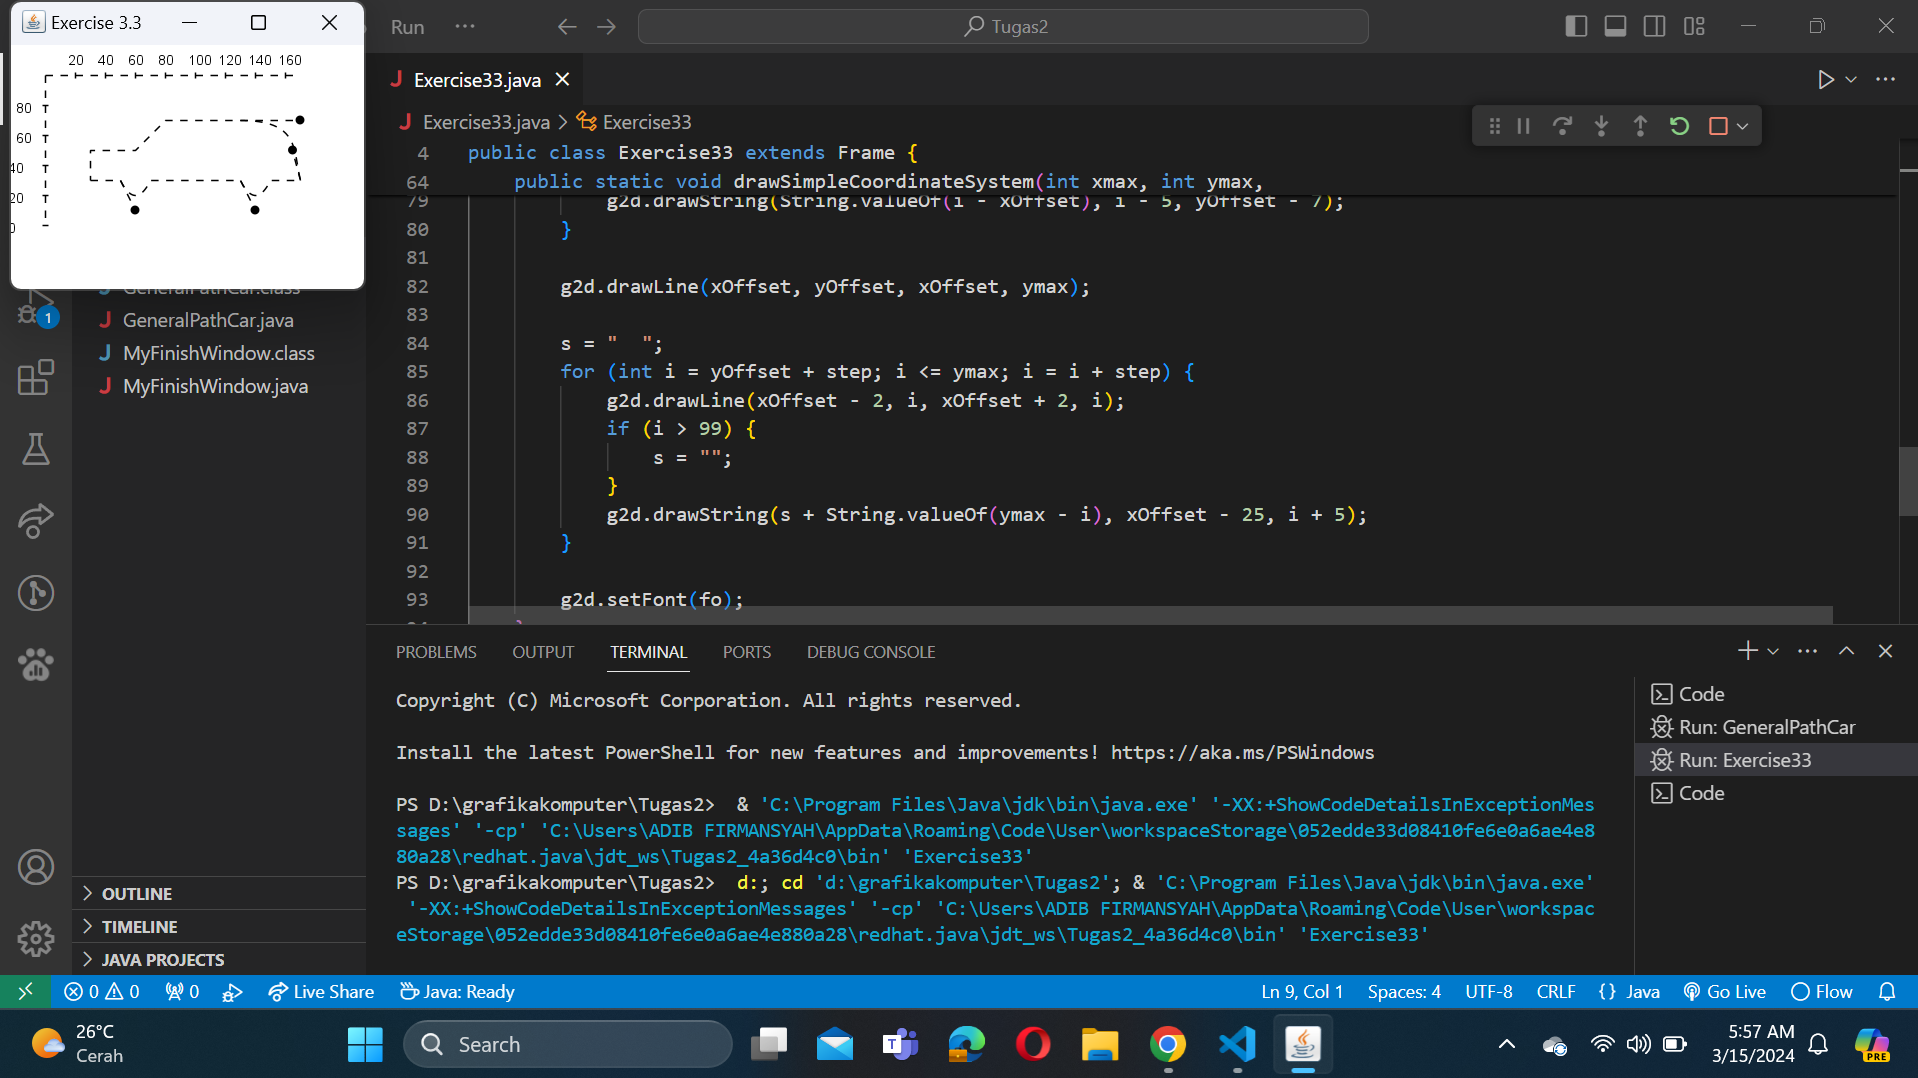 Exercise 3.3
Run
Tugas2
20 40 60 80 100 120 140 160
80
60
40
20
0
Exercise33.java
Exercise33.java > Exercise33
4 public class Exercise33 extends Frame {
64 public static void drawSimpleCoordinateSystem(int xmax, int ymax,
79 g2d.drawString(String.valueOf(i - xOffset), i - 5, yOffset - 7);
80 }
81
82 g2d.drawLine(xOffset, yOffset, xOffset, ymax);
83
84 s = "  ";
85 for (int i = yOffset + step; i <= ymax; i = i + step) {
86 g2d.drawLine(xOffset - 2, i, xOffset + 2, i);
87 if (i > 99) {
88 s = "";
89 }
90 g2d.drawString(s + String.valueOf(ymax - i), xOffset - 25, i + 5);
91 }
92
93 g2d.setFont(fo);
GeneralPathCar.class
GeneralPathCar.java
MyFinishWindow.class
MyFinishWindow.java
1
OUTLINE
TIMELINE
JAVA PROJECTS
PROBLEMS OUTPUT TERMINAL PORTS DEBUG CONSOLE
Copyright (C) Microsoft Corporation. All rights reserved.
Install the latest PowerShell for new features and improvements! https://aka.ms/PSWindows
PS D:\grafikakomputer\Tugas2>  & 'C:\Program Files\Java\jdk\bin\java.exe' '-XX:+ShowCodeDetailsInExceptionMes
sages' '-cp' 'C:\Users\ADIB FIRMANSYAH\AppData\Roaming\Code\User\workspaceStorage\052edde33d08410fe6e0a6ae4e8
80a28\redhat.java\jdt_ws\Tugas2_4a36d4c0\bin' 'Exercise33'
PS D:\grafikakomputer\Tugas2>  d:; cd 'd:\grafikakomputer\Tugas2'; & 'C:\Program Files\Java\jdk\bin\java.exe'
'-XX:+ShowCodeDetailsInExceptionMessages' '-cp' 'C:\Users\ADIB FIRMANSYAH\AppData\Roaming\Code\User\workspac
eStorage\052edde33d08410fe6e0a6ae4e880a28\redhat.java\jdt_ws\Tugas2_4a36d4c0\bin' 'Exercise33'
Code
Run: GeneralPathCar
Run: Exercise33
Code
0 0 0 Live Share Java: Ready
Ln 9, Col 1 Spaces: 4 UTF-8 CRLF {} Java Go Live Flow
26°C
Cerah
Search
5:57 AM
3/15/2024
PRE